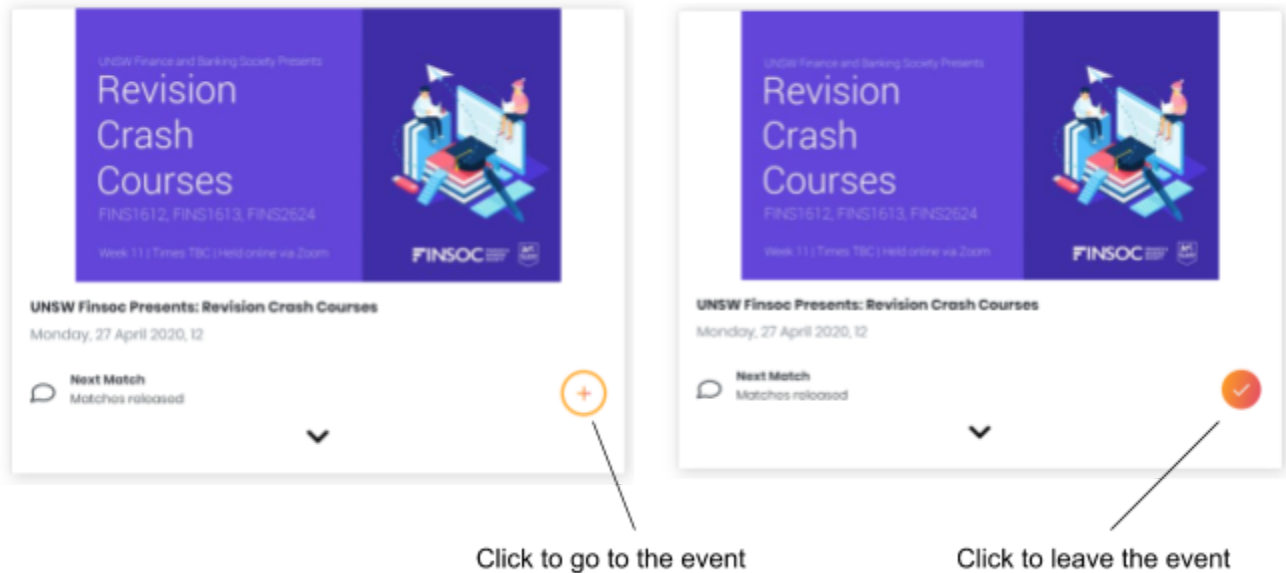 UNSW Finance and Banking Society Presents
Revision
Crash
Courses
FINS1612, FINS1613, FINS2624
Week 11 | Times TBC | Held online via Zoom
FINSOC
UNSW Finsoc Presents: Revision Crash Courses
Monday, 27 April 2020, 12
Next Match
Matches released
Click to go to the event
UNSW Finance and Banking Society Presents
Revision
Crash
Courses
FINS1612, FINS1613, FINS2624
Week 11 | Times TBC | Held online via Zoom
FINSOC
UNSW Finsoc Presents: Revision Crash Courses
Monday, 27 April 2020, 12
Next Match
Matches released
Click to leave the event